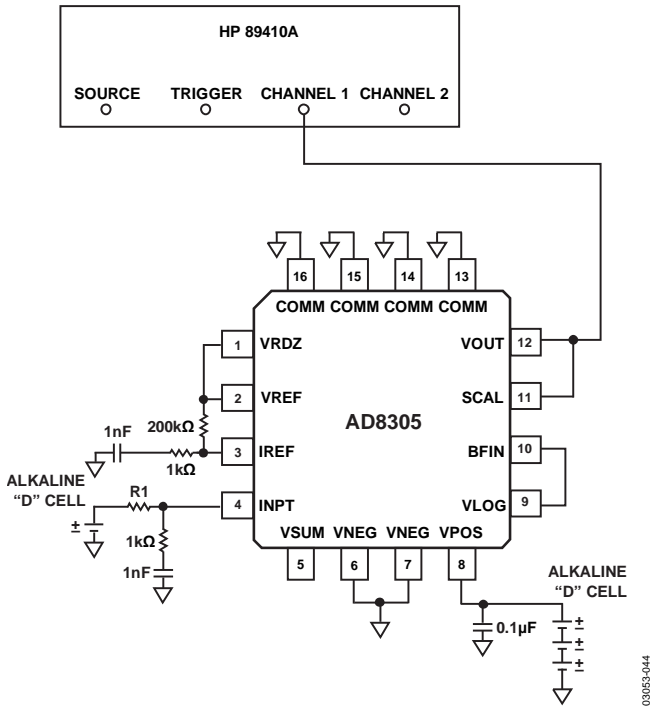 HP 89410A
SOURCE TRIGGER CHANNEL 1 CHANNEL 2
16 15 14 13
COMM COMM COMM COMM
1 VRDZ VOUT 12
2 VREF SCAL 11
200kΩ
AD8305
1nF
3 IREF BFIN 10
1kΩ
ALKALINE
"D" CELL
R1
4 INPT VLOG 9
±
1kΩ
VSUM VNEG VNEG VPOS
1nF
5 6 7 8
ALKALINE
"D" CELL
0.1µF
±
±
±
03053-044